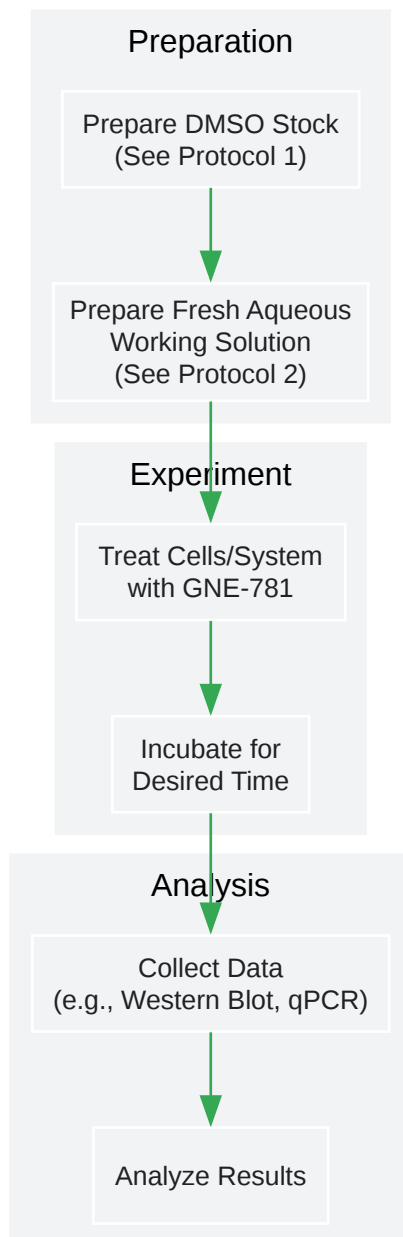 Preparation
Prepare DMSO Stock
(See Protocol 1)
Prepare Fresh Aqueous
Working Solution
(See Protocol 2)
Experiment
Treat Cells/System
with GNE-781
Incubate for
Desired Time
Analysis
Collect Data
(e.g., Western Blot, qPCR)
Analyze Results